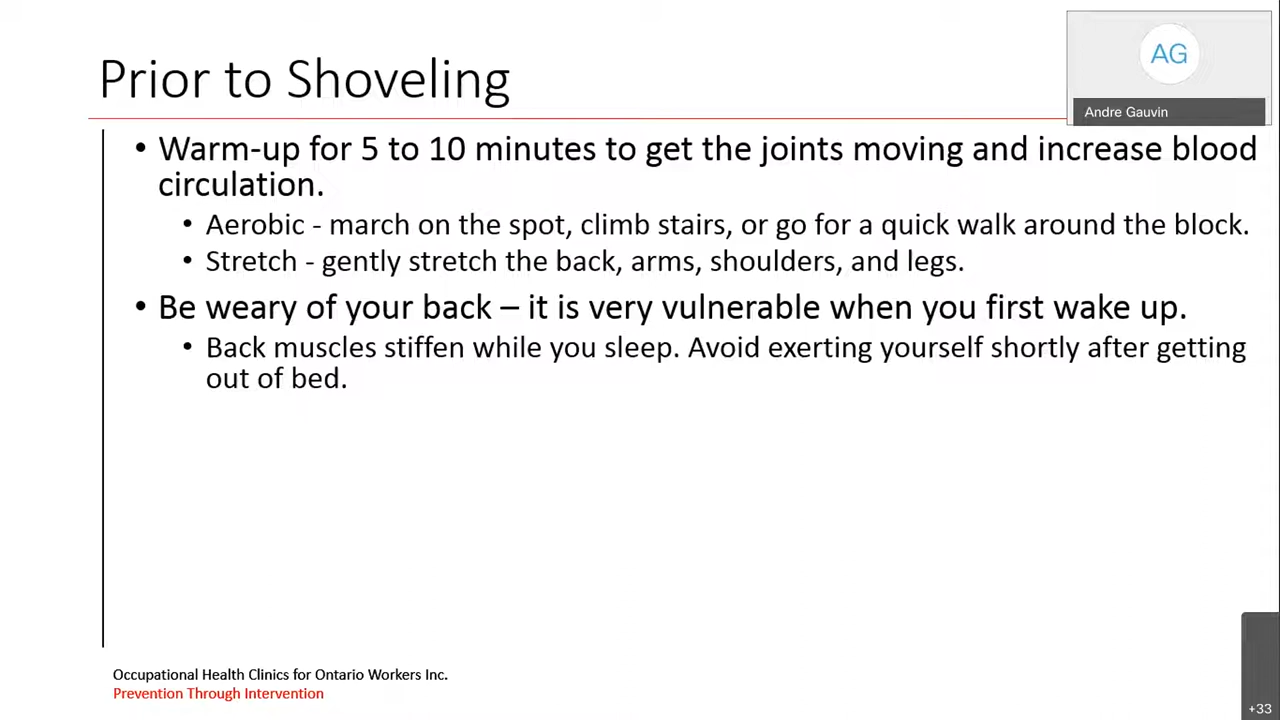 Prior to Shoveling
AG
Andre Gauvin
• Warm-up for 5 to 10 minutes to get the joints moving and increase blood
circulation.
• Aerobic - march on the spot, climb stairs, or go for a quick walk around the block.
• Stretch - gently stretch the back, arms, shoulders, and legs.
• Be weary of your back – it is very vulnerable when you first wake up.
• Back muscles stiffen while you sleep. Avoid exerting yourself shortly after getting
out of bed.
Occupational Health Clinics for Ontario Workers Inc.
Prevention Through Intervention
+33